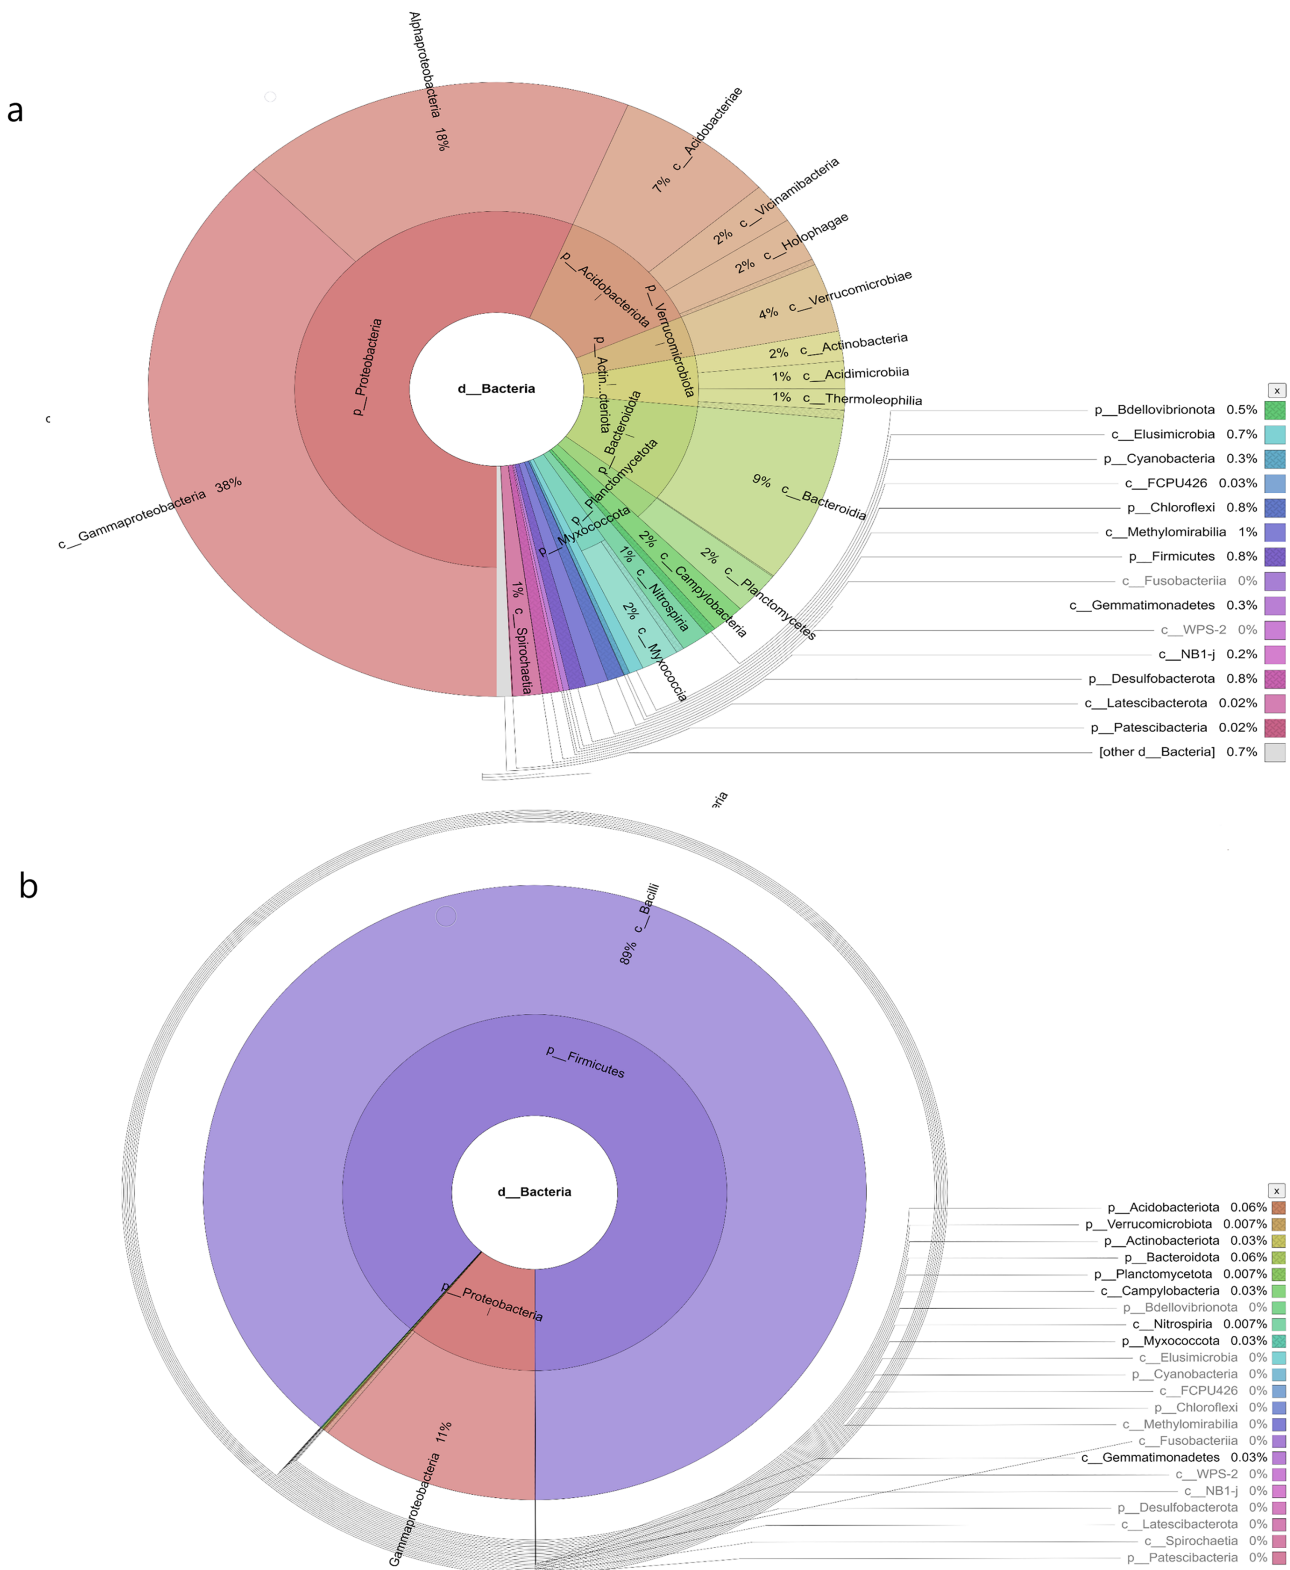 a
Alphaproteobacteria 18%
7% c__Acidobacteriae
2% c__Vicinamibacteria
2% c__Holophagae
4% c__Verrucomicrobiae
2% c__Actinobacteria
1% c__Acidimicrobiia
1% c__Thermoleophilia
9% c__Bacteroidia
2% c__Planctomycetes
2% c__Campylobacteria
1% c__Nitrospiria
2% c__Myxococcia
1% c__Spirochaetia
c__Gammaproteobacteria 38%
p__Proteobacteria
p__Acidobacteriota
p__Verrucomicrobiota
p__Actin...cteriota
p__Bacteroidota
p__Planctomycetota
p__Myxococcota
d__Bacteria
c
x
p__Bdellovibrionota 0.5%
c__Elusimicrobia 0.7%
p__Cyanobacteria 0.3%
c__FCPU426 0.03%
p__Chloroflexi 0.8%
c__Methylomirabilia 1%
p__Firmicutes 0.8%
c__Fusobacteriia 0%
c__Gemmatimonadetes 0.3%
c__WPS-2 0%
c__NB1-j 0.2%
p__Desulfobacterota 0.8%
c__Latescibacterota 0.02%
p__Patescibacteria 0.02%
[other d__Bacteria] 0.7%
eria
b
89% c__Bacilli
p__Firmicutes
d__Bacteria
p__Proteobacteria
Gammaproteobacteria 11%
x
p__Acidobacteriota 0.06%
p__Verrucomicrobiota 0.007%
p__Actinobacteriota 0.03%
p__Bacteroidota 0.06%
p__Planctomycetota 0.007%
c__Campylobacteria 0.03%
p__Bdellovibrionota 0%
c__Nitrospiria 0.007%
p__Myxococcota 0.03%
c__Elusimicrobia 0%
p__Cyanobacteria 0%
c__FCPU426 0%
p__Chloroflexi 0%
c__Methylomirabilia 0%
c__Fusobacteriia 0%
c__Gemmatimonadetes 0.03%
c__WPS-2 0%
c__NB1-j 0%
p__Desulfobacterota 0%
c__Latescibacterota 0%
c__Spirochaetia 0%
p__Patescibacteria 0%